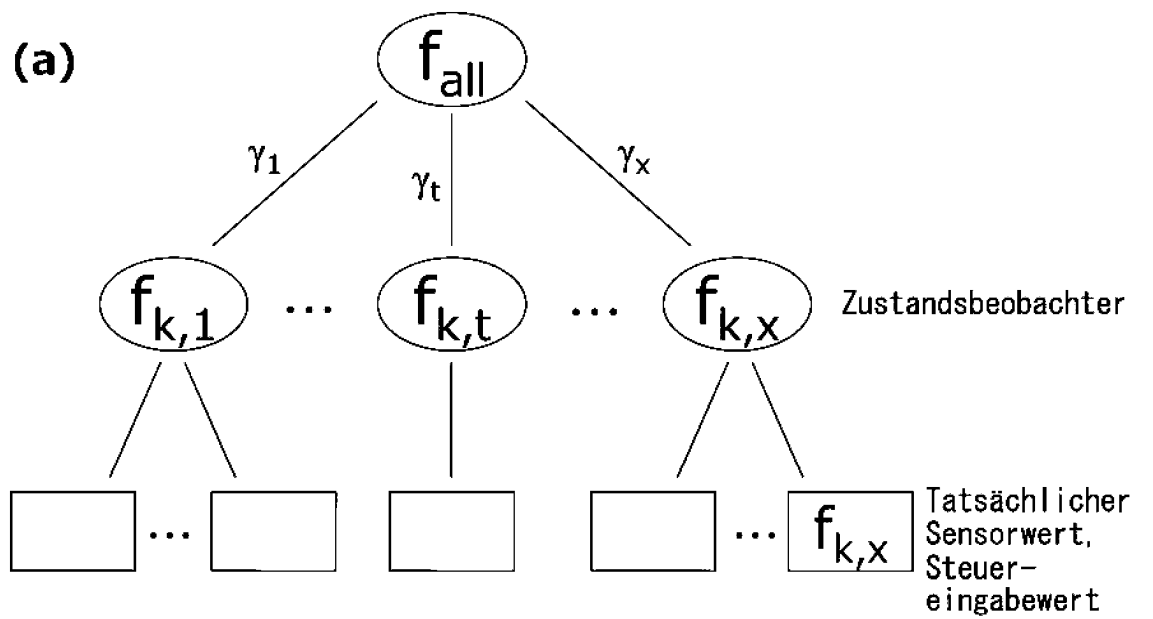 (a)
f_all
γ_1
γ_t
γ_x
f_k,1 ... f_k,t ... f_k,x Zustandsbeobachter
... ... f_k,x
Tatsächlicher
Sensorwert,
Steuer-
eingabewert